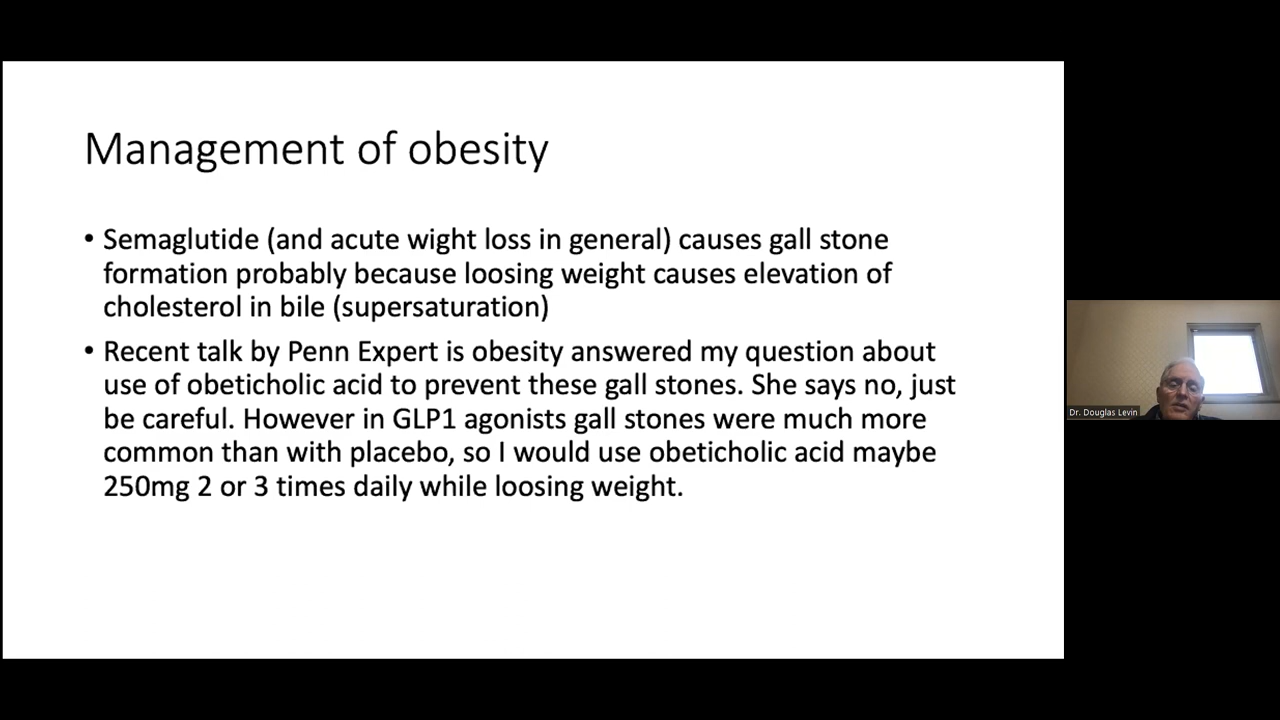 Management of obesity
• Semaglutide (and acute wight loss in general) causes gall stone
formation probably because loosing weight causes elevation of
cholesterol in bile (supersaturation)
• Recent talk by Penn Expert is obesity answered my question about
use of obeticholic acid to prevent these gall stones. She says no, just
be careful. However in GLP1 agonists gall stones were much more
common than with placebo, so I would use obeticholic acid maybe
250mg 2 or 3 times daily while loosing weight.
Dr. Douglas Levin